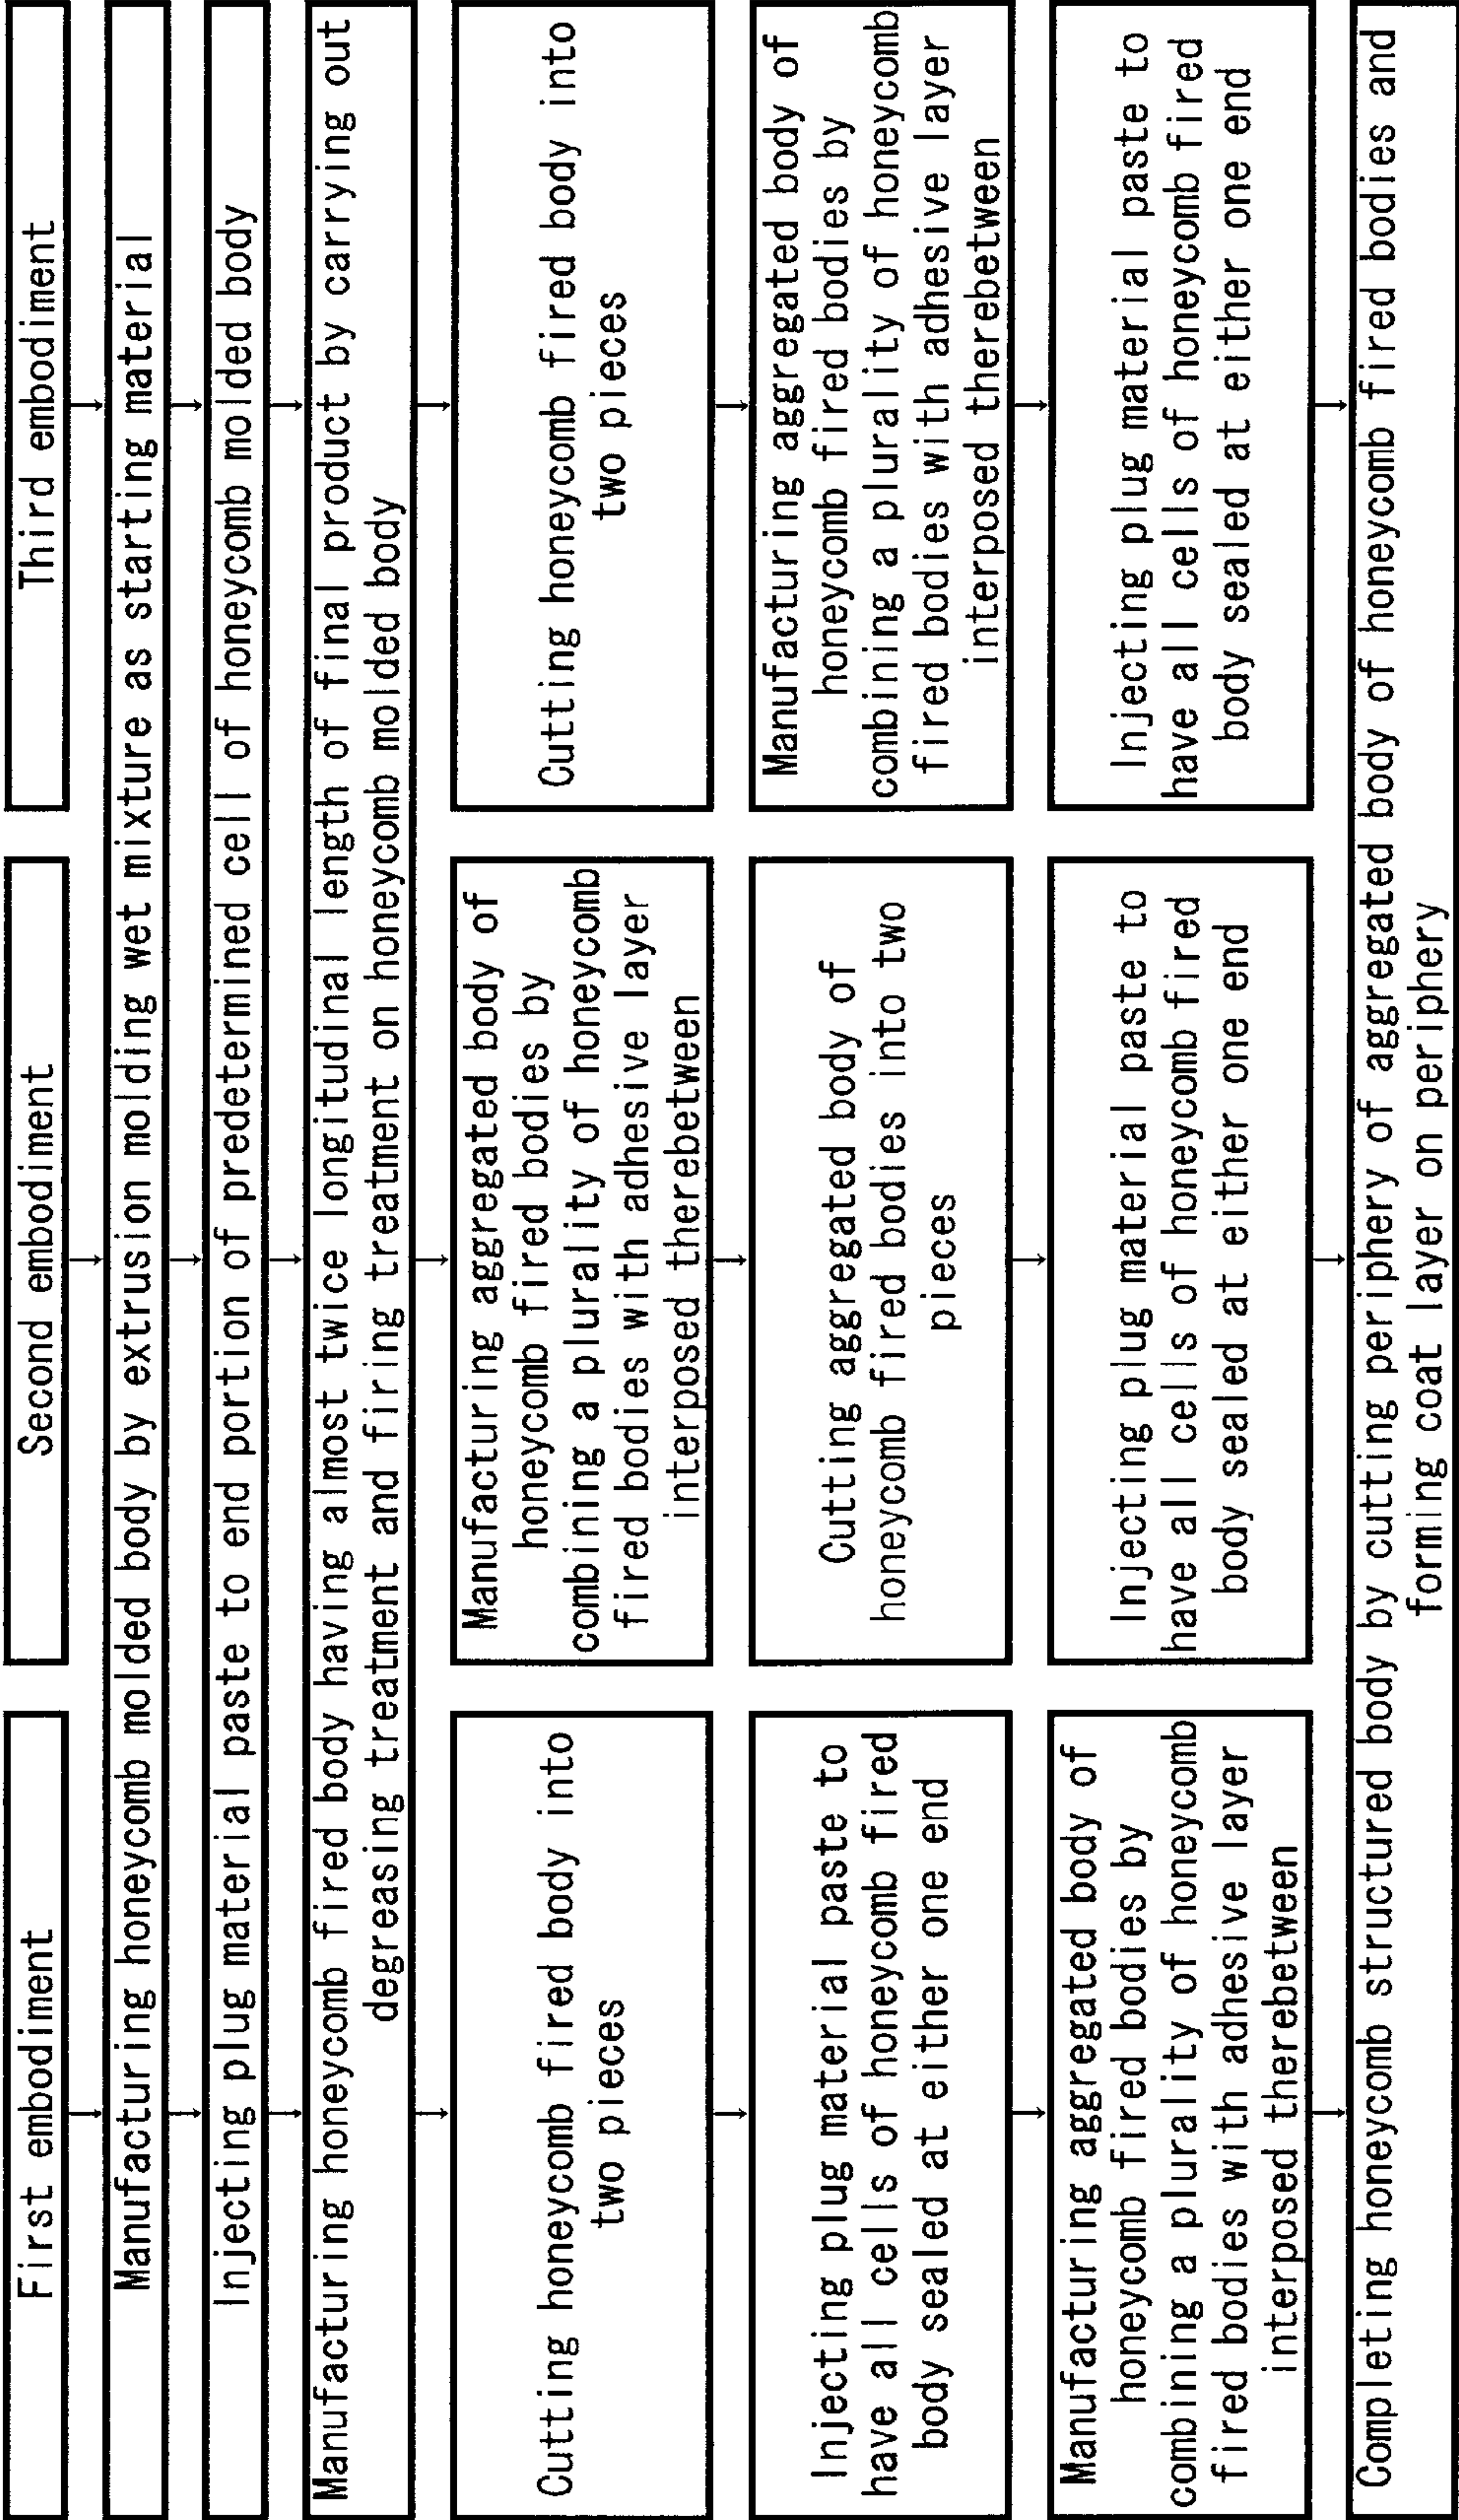 First embodiment
Second embodiment
Third embodiment
Manufacturing honeycomb molded body by extrusion molding wet mixture as starting material
Injecting plug material paste to end portion of predetermined cell of honeycomb molded body
Manufacturing honeycomb fired body having almost twice longitudinal length of final product by carrying out
degreasing treatment and firing treatment on honeycomb molded body
Cutting honeycomb fired body into
two pieces
Manufacturing aggregated body of
honeycomb fired bodies by
combining a plurality of honeycomb
fired bodies with adhesive layer
interposed therebetween
Cutting honeycomb fired body into
two pieces
Injecting plug material paste to
have all cells of honeycomb fired
body sealed at either one end
Cutting aggregated body of
honeycomb fired bodies into two
pieces
Manufacturing aggregated body of
honeycomb fired bodies by
combining a plurality of honeycomb
fired bodies with adhesive layer
interposed therebetween
Manufacturing aggregated body of
honeycomb fired bodies by
combining a plurality of honeycomb
fired bodies with adhesive layer
interposed therebetween
Injecting plug material paste to
have all cells of honeycomb fired
body sealed at either one end
Injecting plug material paste to
have all cells of honeycomb fired
body sealed at either one end
Completing honeycomb structured body by cutting periphery of aggregated body of honeycomb fired bodies and
forming coat layer on periphery